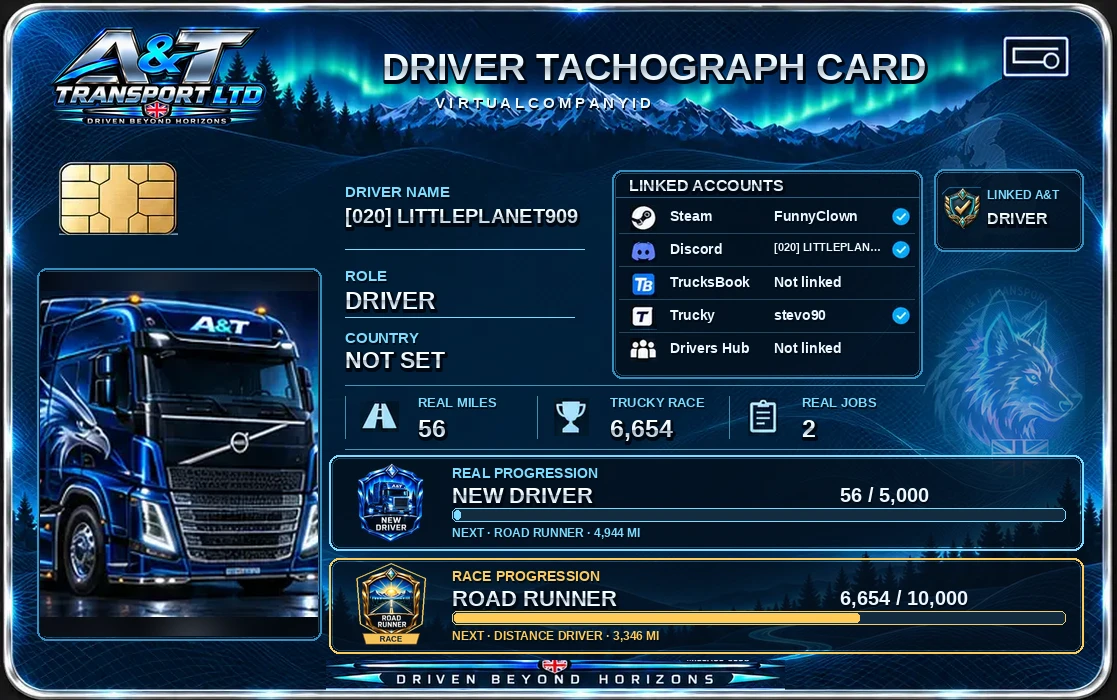 A&T
TRANSPORT LTD
DRIVEN BEYOND HORIZONS
DRIVER TACHOGRAPH CARD
VIRTUALCOMPANYID
DRIVER NAME
[020] LITTLEPLANET909
ROLE
DRIVER
COUNTRY
NOT SET
LINKED ACCOUNTS
Steam FunnyClown
Discord [020] LITTLEPLAN...
TrucksBook Not linked
Trucky stevo90
Drivers Hub Not linked
LINKED A&T
DRIVER
A&T
REAL MILES
56
TRUCKY RACE
6,654
REAL JOBS
2
REAL PROGRESSION
NEW DRIVER
56 / 5,000
NEXT · ROAD RUNNER · 4,944 MI
A&T
NEW
DRIVER
RACE PROGRESSION
ROAD RUNNER
6,654 / 10,000
NEXT · DISTANCE DRIVER · 3,346 MI
ROAD
RUNNER
RACE
DRIVEN BEYOND HORIZONS